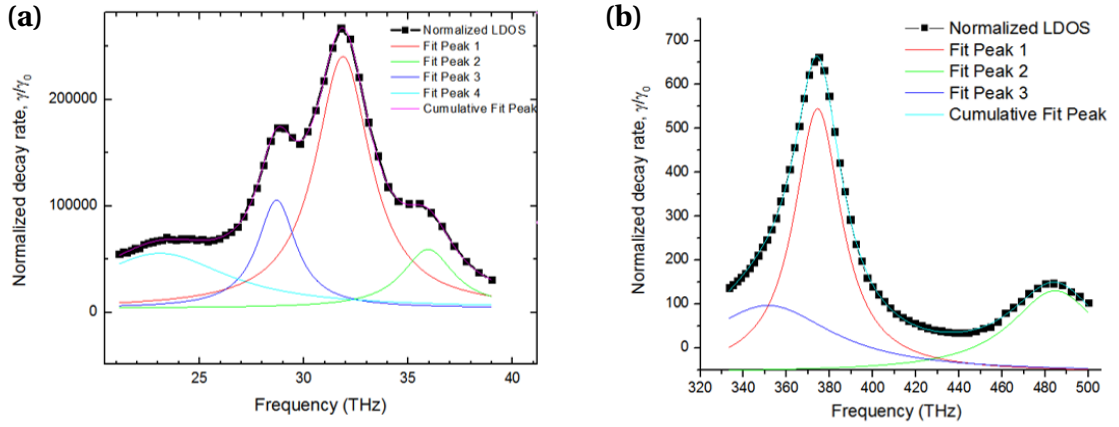 (a)
Normalized LDOS
Fit Peak 1
Fit Peak 2
Fit Peak 3
Fit Peak 4
Cumulative Fit Peak
Normalized decay rate, γ/γ₀
200000
100000
0
25 30 35 40
Frequency (THz)
(b)
Normalized LDOS
Fit Peak 1
Fit Peak 2
Fit Peak 3
Cumulative Fit Peak
Normalized decay rate, γ/γ₀
700
600
500
400
300
200
100
0
320 340 360 380 400 420 440 460 480 500
Frequency (THz)